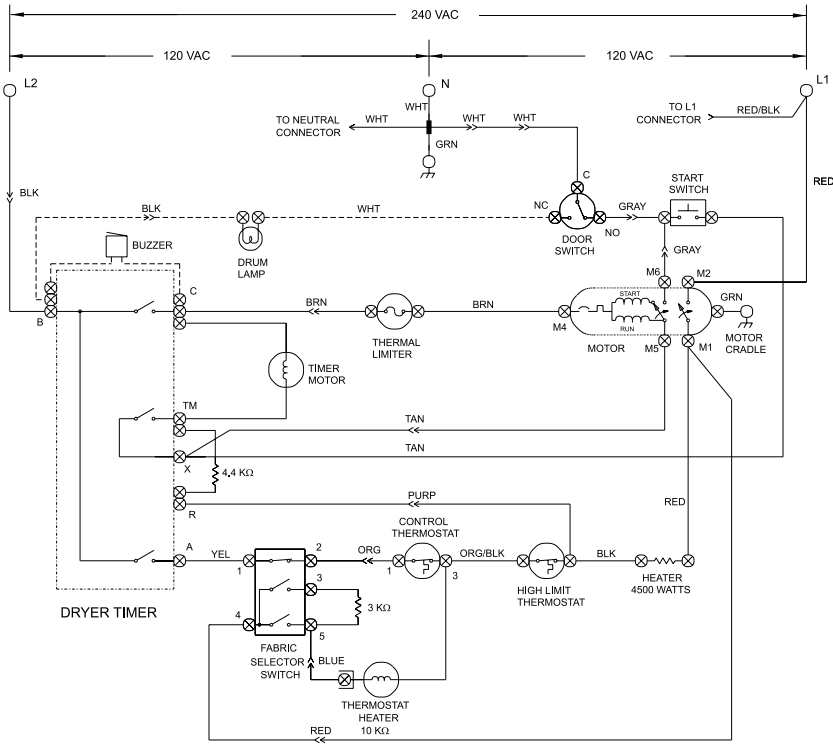 240 VAC
120 VAC
120 VAC
L2
N
L1
WHT
TO NEUTRAL
CONNECTOR
WHT
WHT
WHT
GRN
TO L1
CONNECTOR
RED/BLK
BLK
RED
C
START
SWITCH
BLK
WHT
NC
GRAY
NO
DOOR
SWITCH
BUZZER
DRUM
LAMP
GRAY
M6
M2
C
BRN
BRN
START
GRN
B
M4
RUN
THERMAL
LIMITER
MOTOR
M5
M1
MOTOR
CRADLE
TIMER
MOTOR
TM
TAN
TAN
X
4.4 KΩ
R
PURP
RED
CONTROL
THERMOSTAT
A
YEL
2
ORG
ORG/BLK
BLK
1
1
3
3
HIGH LIMIT
THERMOSTAT
HEATER
4500 WATTS
DRYER TIMER
4
3 KΩ
5
FABRIC
SELECTOR
SWITCH
BLUE
THERMOSTAT
HEATER
10 KΩ
RED